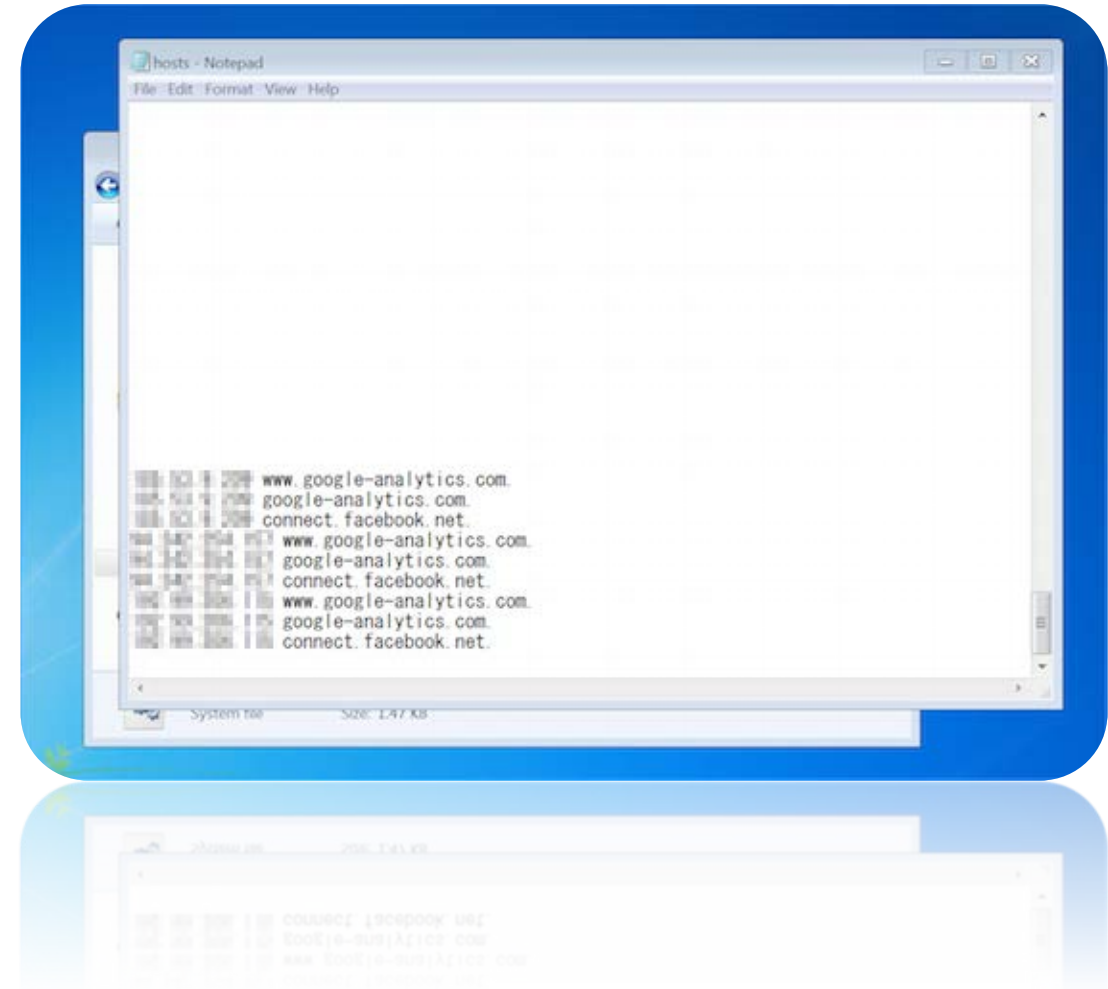 hosts - Notepad
File Edit Format View Help
www.google-analytics.com.
google-analytics.com.
connect.facebook.net.
www.google-analytics.com.
google-analytics.com.
connect.facebook.net.
www.google-analytics.com.
google-analytics.com.
connect.facebook.net.
System file Size: 1.47 KB